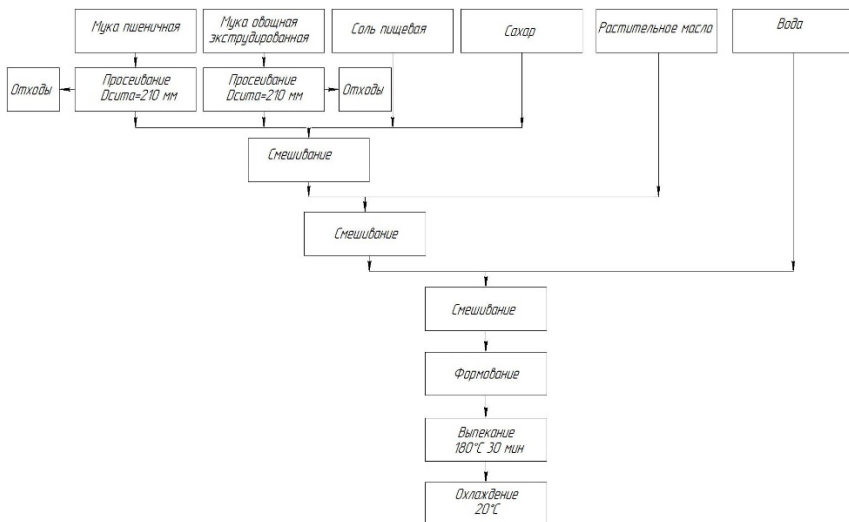 Мука пшеничная
Мука овощная
экструдированная
Соль пищевая
Сахар
Растительное масло
Вода
Отходы
Просеивание
Dсита=210 мм
Просеивание
Dсита=210 мм
Отходы
Смешивание
Смешивание
Смешивание
Формование
Выпекание
180°С 30 мин
Охлаждение
20°С